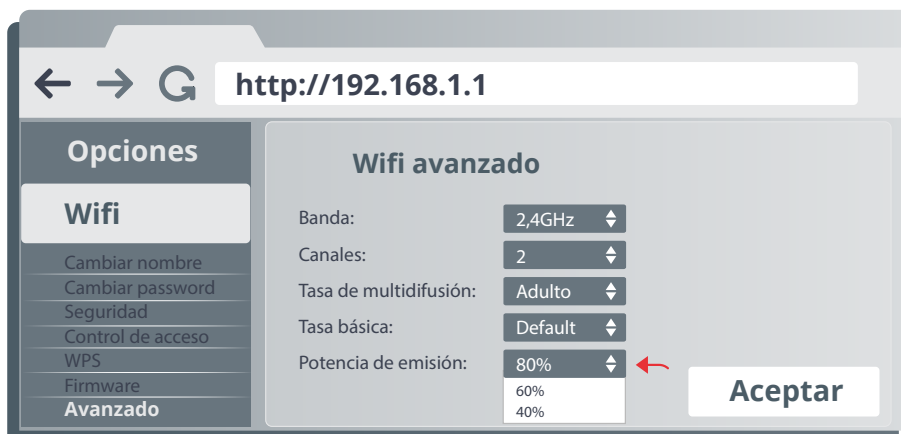 http://192.168.1.1
Opciones
Wifi
Cambiar nombre
Cambiar password
Seguridad
Control de acceso
WPS
Firmware
Avanzado
Wifi avanzado
Banda: 2,4GHz
Canales: 2
Tasa de multidifusión: Adulto
Tasa básica: Default
Potencia de emisión: 80%
60%
40%
Aceptar